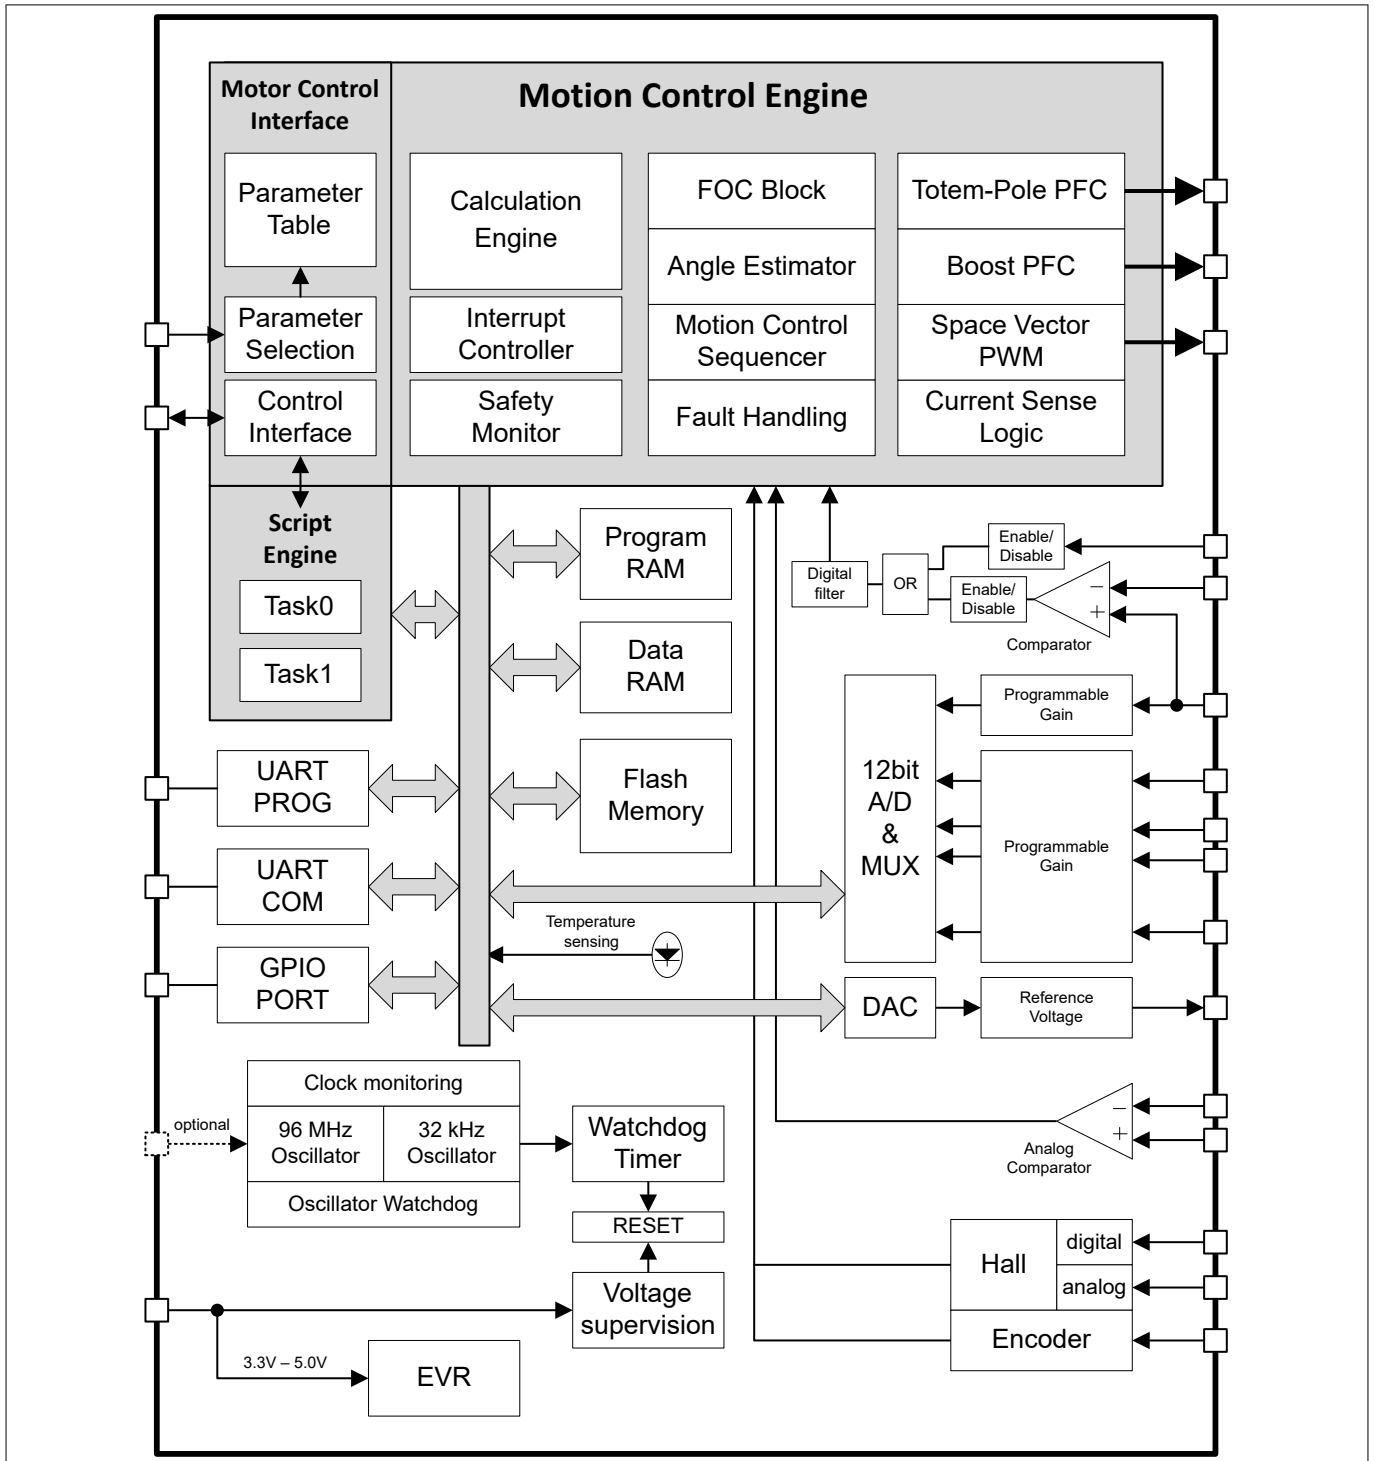 Motor Control
Interface
Motion Control Engine
Parameter
Table
Parameter
Selection
Control
Interface
Calculation
Engine
Interrupt
Controller
Safety
Monitor
FOC Block
Angle Estimator
Motion Control
Sequencer
Fault Handling
Totem-Pole PFC
Boost PFC
Space Vector
PWM
Current Sense
Logic
Script
Engine
Task0
Task1
Program
RAM
Data
RAM
Flash
Memory
Digital
filter
OR
Enable/
Disable
Enable/
Disable
−
+
Comparator
Programmable
Gain
12bit
A/D
&
MUX
Programmable
Gain
UART
PROG
UART
COM
GPIO
PORT
Temperature
sensing
DAC
Reference
Voltage
optional
Clock monitoring
96 MHz
Oscillator
32 kHz
Oscillator
Oscillator Watchdog
Watchdog
Timer
RESET
Voltage
supervision
3.3V – 5.0V
EVR
−
+
Analog
Comparator
Hall
digital
analog
Encoder